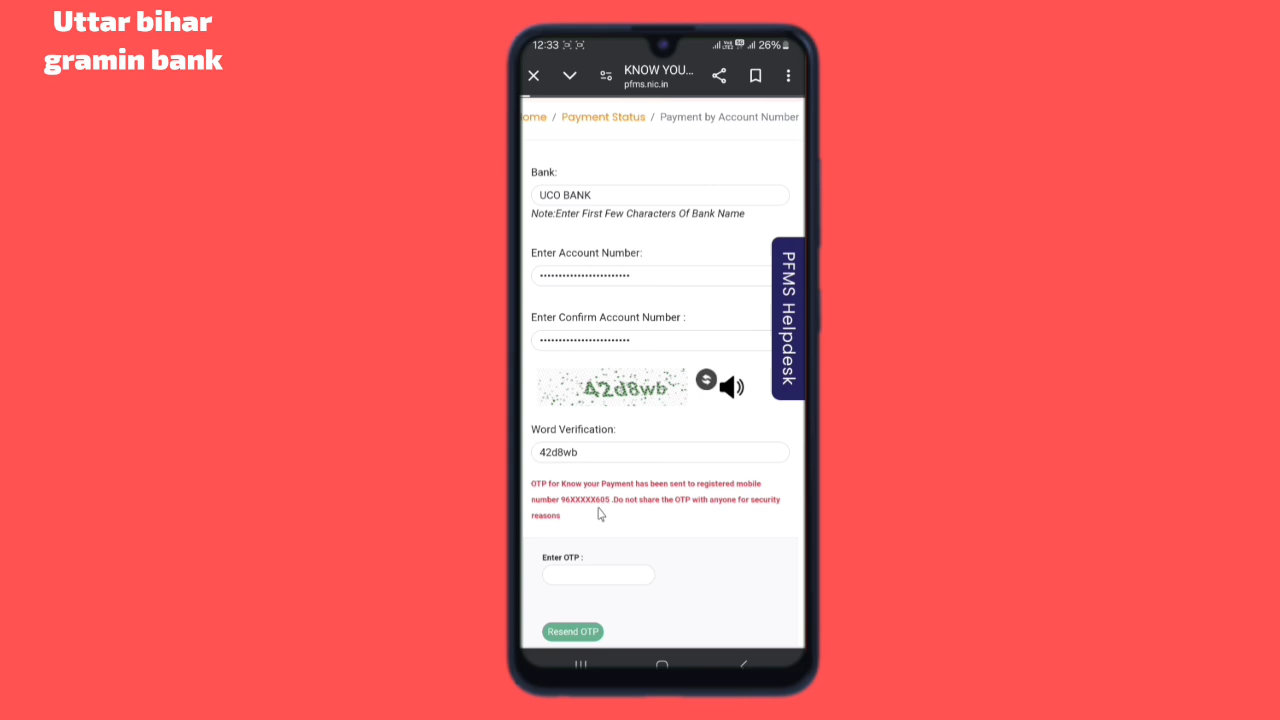 Uttar bihar
gramin bank
12:33
26%
KNOW YOU...
pfms.nic.in
ome / Payment Status / Payment by Account Number
Bank:
UCO BANK
Note:Enter First Few Characters Of Bank Name
Enter Account Number:
Enter Confirm Account Number :
PFMS Helpdesk
42d8wb
Word Verification:
42d8wb
OTP for Know your Payment has been sent to registered mobile
number 96XXXXX605 .Do not share the OTP with anyone for security
reasons
Enter OTP :
Resend OTP